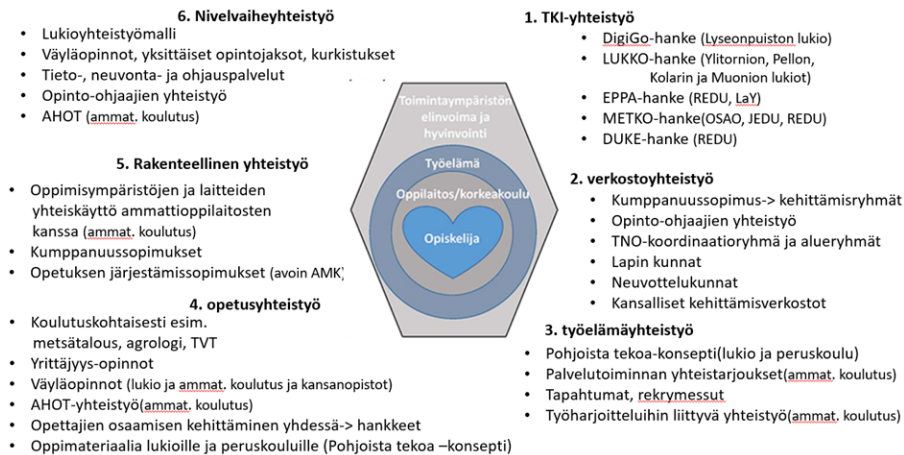 6. Nivelvaiheyhteistyö
• Lukioyhteistyömalli
• Väyläopinnot, yksittäiset opintojaksot, kurkistukset
• Tieto-, neuvonta- ja ohjauspalvelut
• Opinto-ohjaajien yhteistyö
• AHOT (ammat. koulutus)
5. Rakenteellinen yhteistyö
• Oppimisympäristöjen ja laitteiden
yhteiskäyttö ammattioppilaitosten
kanssa (ammat. koulutus)
• Kumppanuussopimukset
• Opetuksen järjestämissopimukset (avoin AMK)
4. opetusyhteistyö
• Koulutuskohtaisesti esim.
metsätalous, agrologi, TVT
• Yrittäjyys-opinnot
• Väyläopinnot (lukio ja ammat. koulutus ja kansanopistot)
• AHOT-yhteistyö(ammat. koulutus)
• Opettajien osaamisen kehittäminen yhdessä-> hankkeet
• Oppimateriaalia lukioille ja peruskouluille (Pohjoista tekoa –konsepti)
Toimintaympäristön
elinvoima ja
hyvinvointi
Työelämä
Oppilaitos/korkeakoulu
Opiskelija
1. TKI-yhteistyö
• DigiGo-hanke (Lyseonpuiston lukio)
• LUKKO-hanke (Ylitornion, Pellon,
Kolarin ja Muonion lukiot)
• EPPA-hanke (REDU, LaY)
• METKO-hanke(OSAO, JEDU, REDU)
• DUKE-hanke (REDU)
2. verkostoyhteistyö
• Kumppanuussopimus-> kehittämisryhmät
• Opinto-ohjaajien yhteistyö
• TNO-koordinaatioryhmä ja alueryhmät
• Lapin kunnat
• Neuvottelukunnat
• Kansalliset kehittämisverkostot
3. työelämäyhteistyö
• Pohjoista tekoa-konsepti(lukio ja peruskoulu)
• Palvelutoiminnan yhteistarjoukset(ammat. koulutus)
• Tapahtumat, rekrymessut
• Työharjoitteluihin liittyvä yhteistyö(ammat. koulutus)